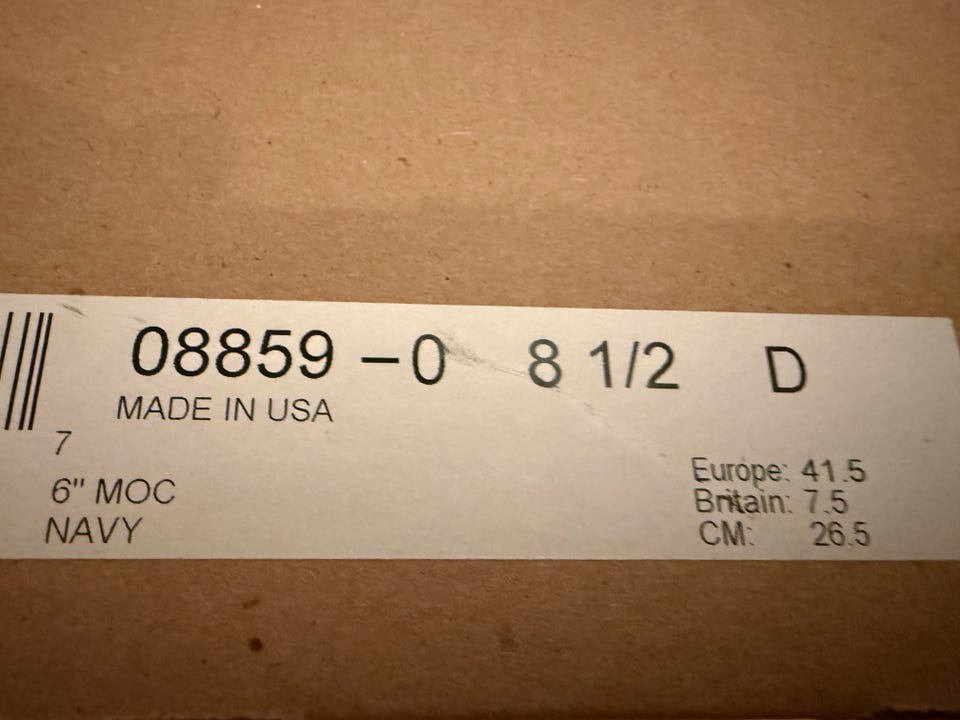 08859 – 0 8 1/2 D
MADE IN USA
7
6" MOC
NAVY
Europe: 41.5
Britain: 7.5
CM: 26.5